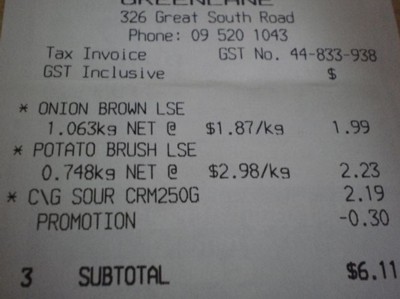 GREENLANE
326 Great South Road
Phone: 09 520 1043
Tax Invoice GST No. 44-833-938
GST Inclusive $
* ONION BROWN LSE
1.063kg NET @ $1.87/kg 1.99
* POTATO BRUSH LSE
0.748kg NET @ $2.98/kg 2.23
* C\G SOUR CRM250G 2.19
PROMOTION -0.30
3 SUBTOTAL $6.11